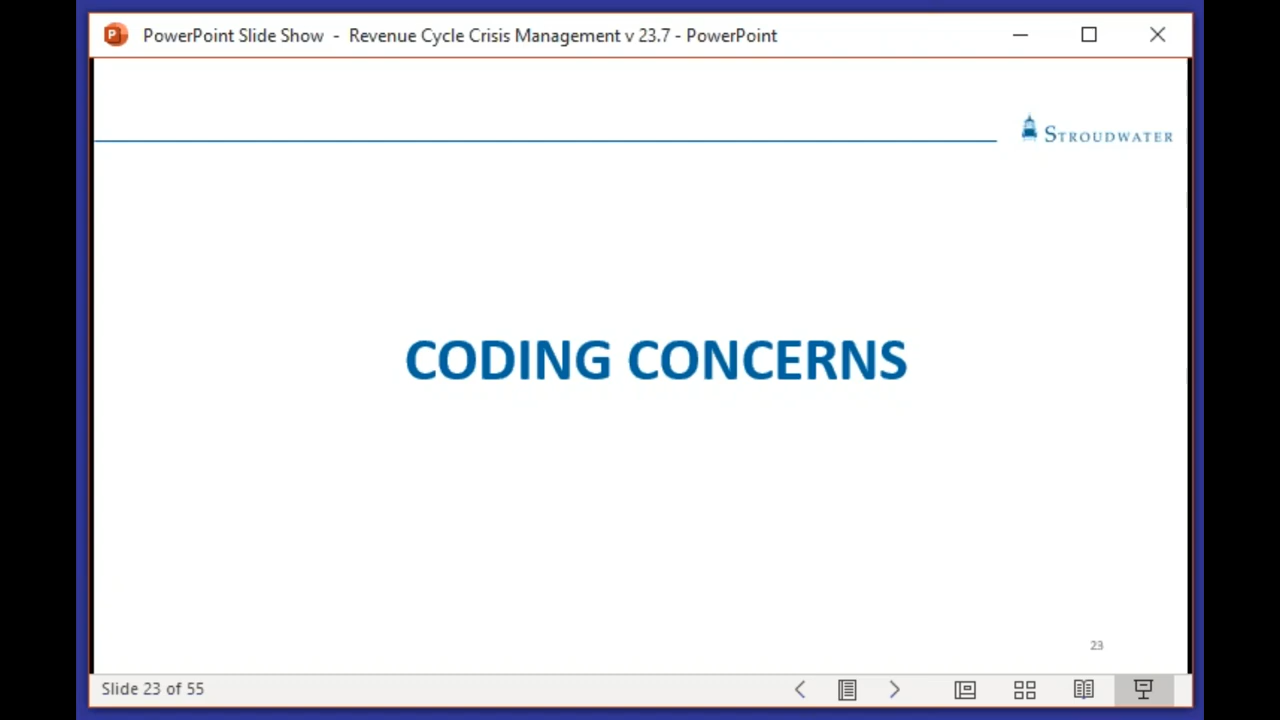 PowerPoint Slide Show - Revenue Cycle Crisis Management v 23.7 - PowerPoint
STROUDWATER
CODING CONCERNS
23
Slide 23 of 55